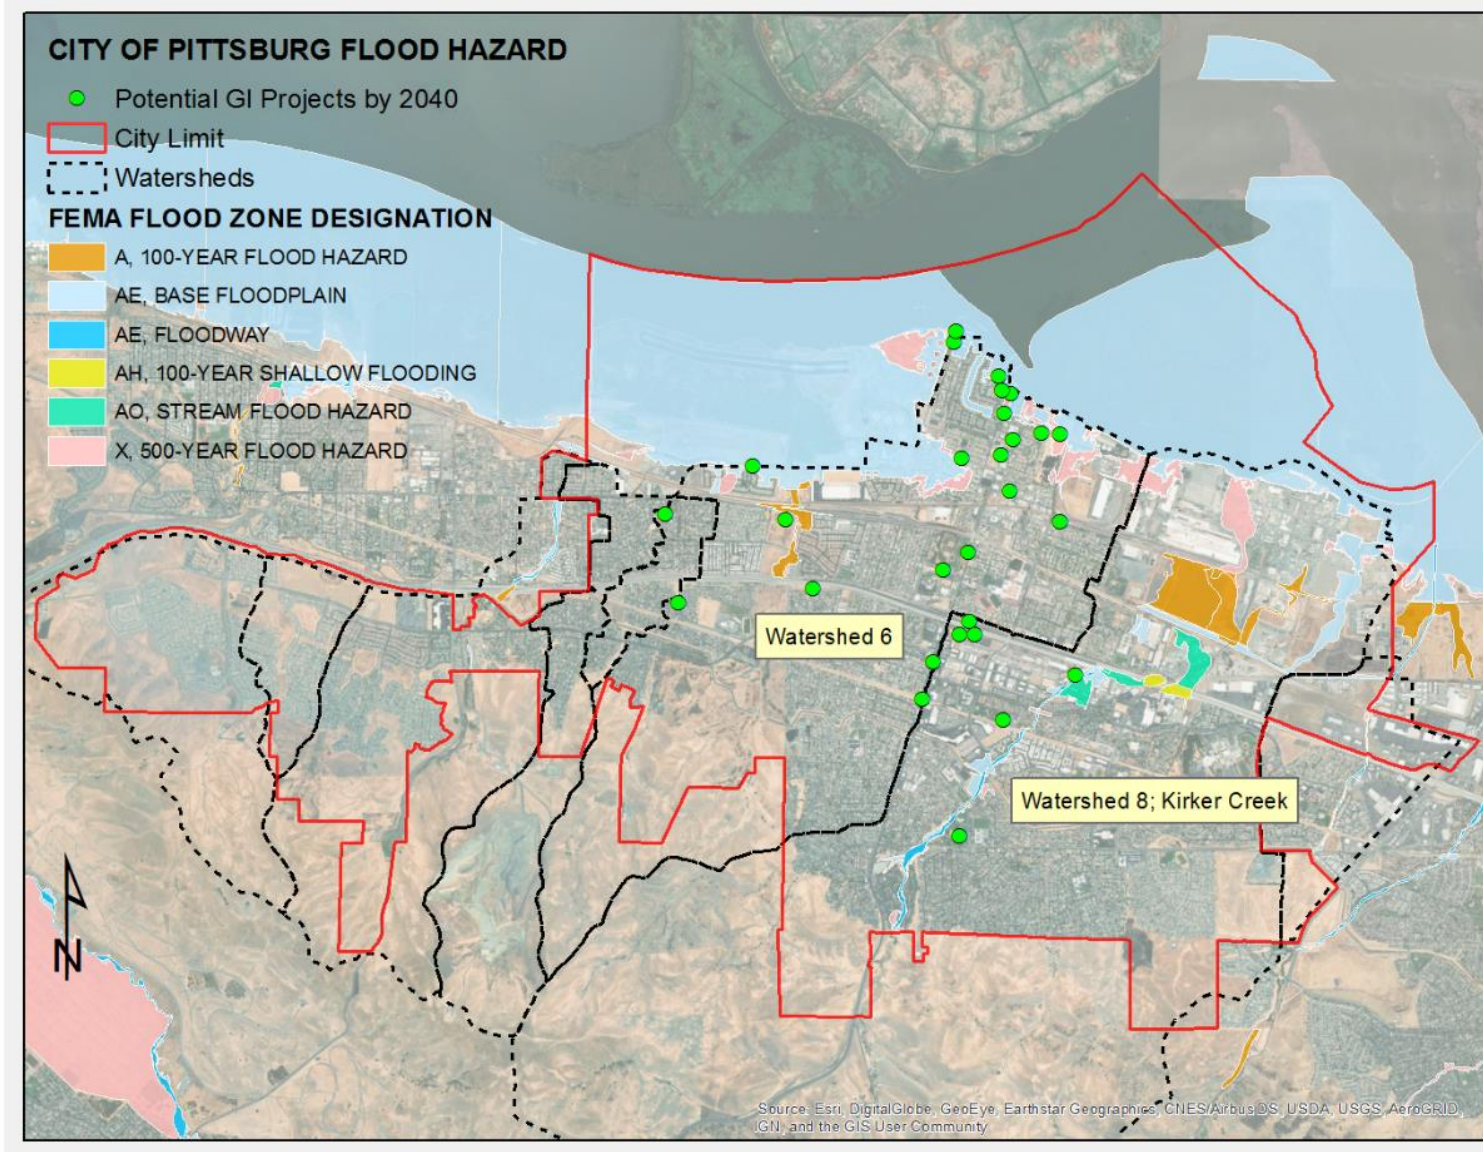 CITY OF PITTSBURG FLOOD HAZARD
Potential GI Projects by 2040
City Limit
Watersheds
FEMA FLOOD ZONE DESIGNATION
A, 100-YEAR FLOOD HAZARD
AE, BASE FLOODPLAIN
AE, FLOODWAY
AH, 100-YEAR SHALLOW FLOODING
AO, STREAM FLOOD HAZARD
X, 500-YEAR FLOOD HAZARD
Watershed 6
Watershed 8; Kirker Creek
N
Source: Esri, DigitalGlobe, GeoEye, Earthstar Geographics, CNES/Airbus DS, USDA, USGS, AeroGRID,
IGN, and the GIS User Community